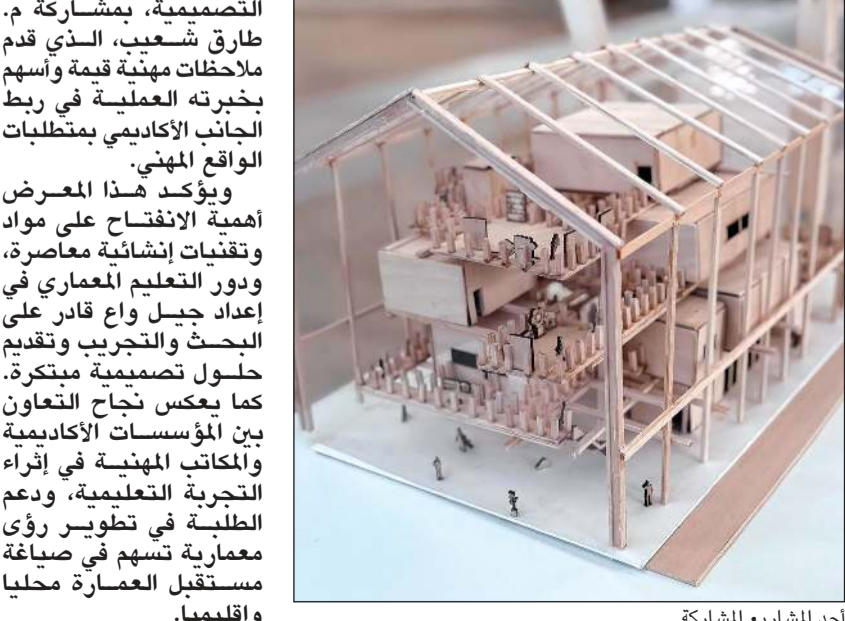 التصميمية، بمشاركة م.
طارق شعيب، الذي قدم
ملاحظات مهنية قيمة وأسهم
بخبرته العملية في ربط
الجانب الأكاديمي بمتطلبات
الواقع المهني.
ويؤكد هذا المعرض
أهمية الانفتاح على مواد
وتقنيات إنشائية معاصرة،
ودور التعليم المعماري في
إعداد جيل واع قادر على
البحث والتجريب وتقديم
حلول تصميمية مبتكرة.
كما يعكس نجاح التعاون
بين المؤسسات الأكاديمية
والمكاتب المهنية في إثراء
التجربة التعليمية، ودعم
الطلبة في تطوير رؤى
معمارية تسهم في صياغة
مستقبل العمارة محليا
وإقليميا.
أحد المشاريع المشاركة